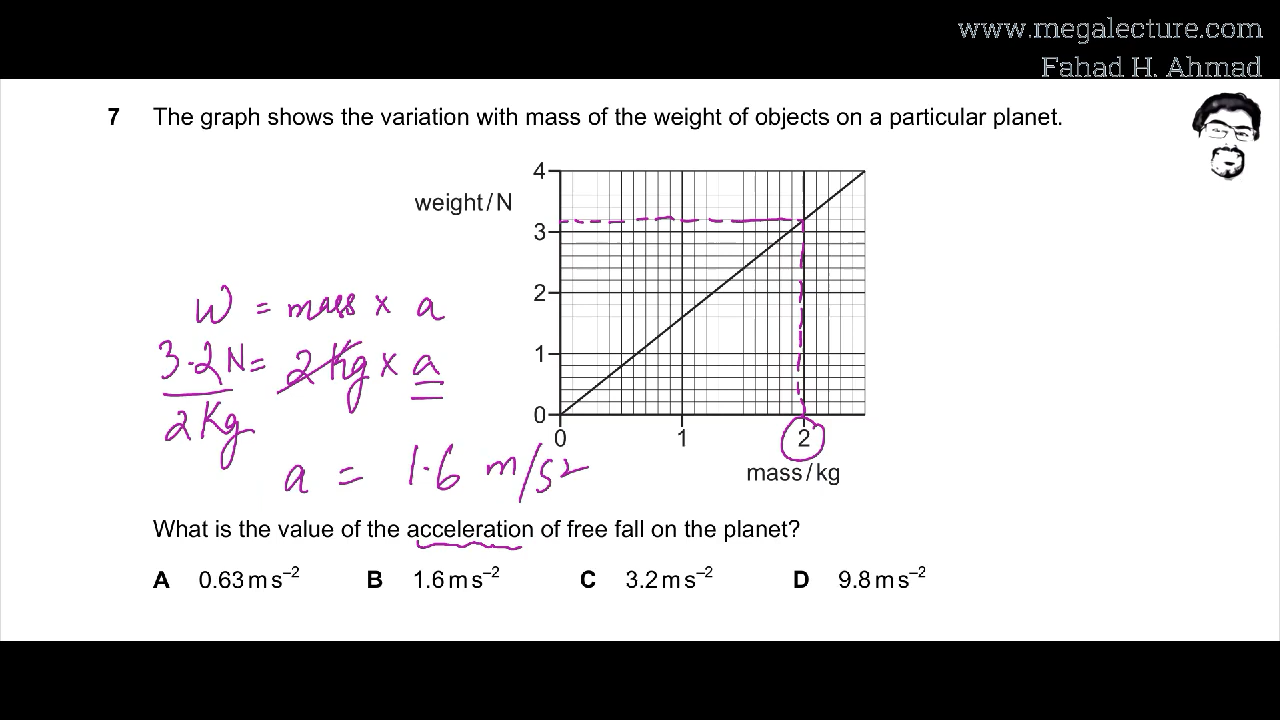 www.megalecture.com
Fahad H. Ahmad
7 The graph shows the variation with mass of the weight of objects on a particular planet.
4
weight/N
3
2
1
0
0 1 2
mass/kg
W = mass × a
3.2N = 2Kg × a
2Kg
a = 1.6 m/s2
What is the value of the acceleration of free fall on the planet?
A 0.63 m s⁻² B 1.6 m s⁻² C 3.2 m s⁻² D 9.8 m s⁻²